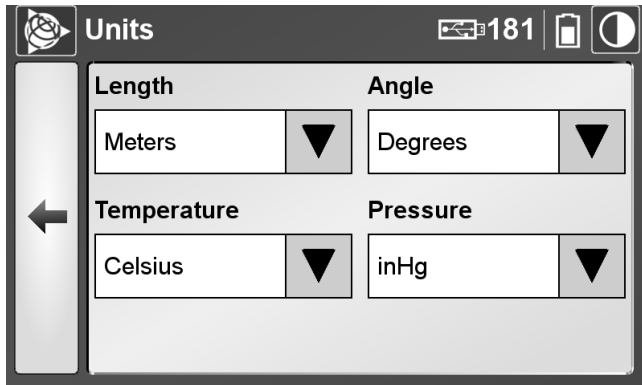 Units 181
Length Angle
Meters Degrees
Temperature Pressure
Celsius inHg